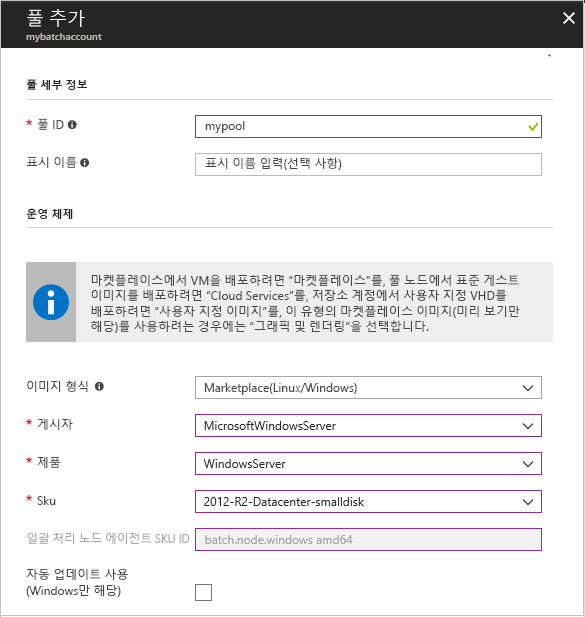 풀 추가
mybatchaccount
풀 세부 정보
* 풀 ID
mypool
표시 이름
표시 이름 입력(선택 사항)
운영 체제
마켓플레이스에서 VM을 배포하려면 “마켓플레이스”를, 풀 노드에서 표준 게스트
이미지를 배포하려면 “Cloud Services”를, 저장소 계정에서 사용자 지정 VHD를
배포하려면 “사용자 지정 이미지”를, 이 유형의 마켓플레이스 이미지(미리 보기만
해당)를 사용하려는 경우에는 “그래픽 및 렌더링”을 선택합니다.
이미지 형식
Marketplace(Linux/Windows)
* 게시자
MicrosoftWindowsServer
* 제품
WindowsServer
* Sku
2012-R2-Datacenter-smalldisk
일괄 처리 노드 에이전트 SKU ID
batch.node.windows amd64
자동 업데이트 사용
(Windows만 해당)